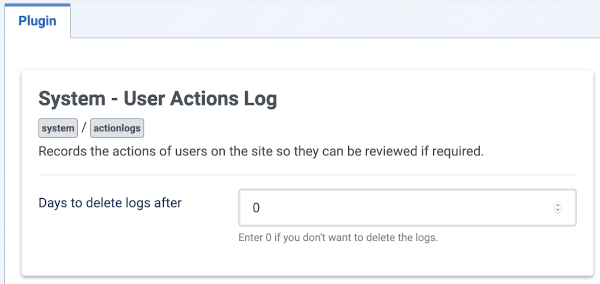 Plugin
System - User Actions Log
system / actionlogs
Records the actions of users on the site so they can be reviewed if required.
Days to delete logs after
0
Enter 0 if you don't want to delete the logs.